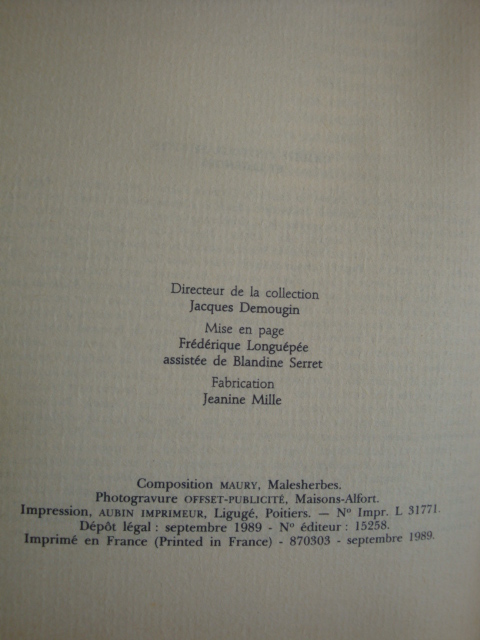 Directeur de la collection
Jacques Demougin
Mise en page
Frédérique Longuépée
assistée de Blandine Serret
Fabrication
Jeanine Mille
Composition MAURY, Malesherbes.
Photogravure OFFSET-PUBLICITÉ, Maisons-Alfort.
Impression, AUBIN IMPRIMEUR, Ligugé, Poitiers. — Nº Impr. L 31771.
Dépôt légal : septembre 1989 - Nº éditeur : 15258.
Imprimé en France (Printed in France) - 870303 - septembre 1989.